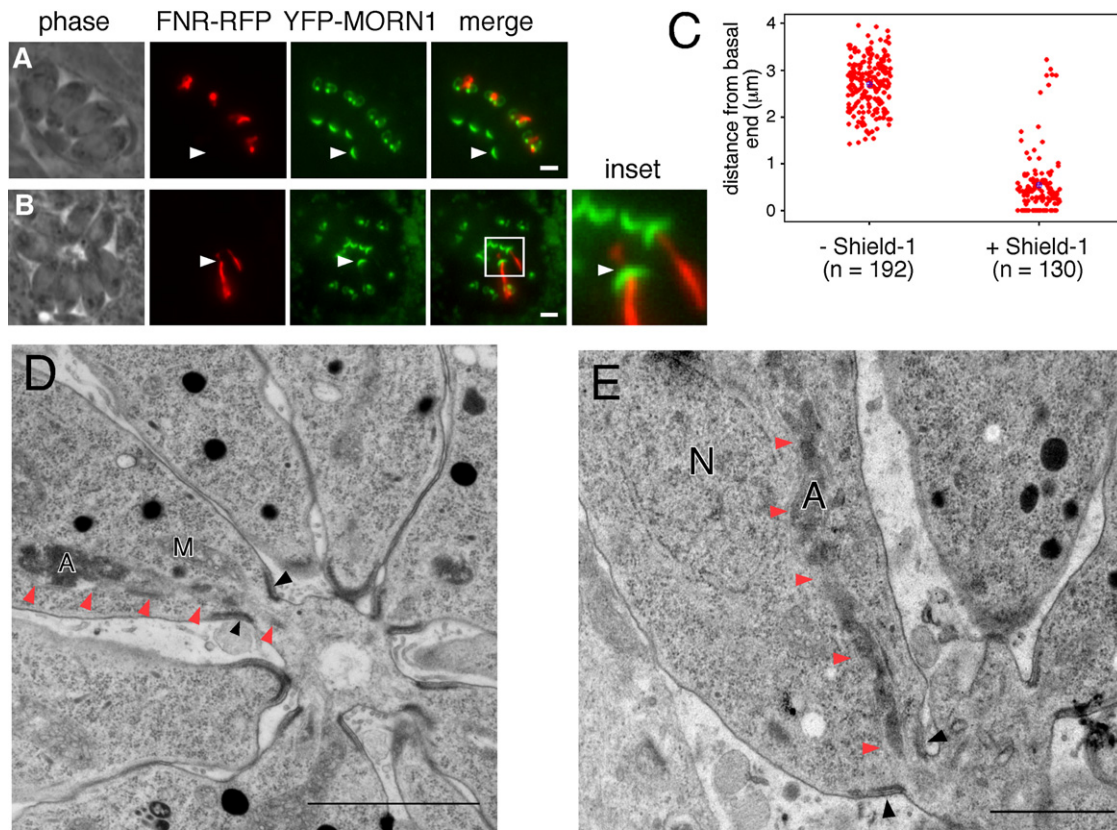 phase FNR-RFP YFP-MORN1 merge
A
B
inset
C
distance from basal
end (μm)
4
3
2
1
0
- Shield-1
(n = 192)
+ Shield-1
(n = 130)
D
A
M
E
N
A